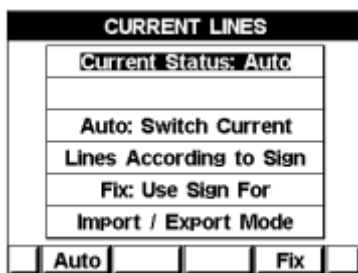 CURRENT LINES
Current Status: Auto
Auto: Switch Current
Lines According to Sign
Fix: Use Sign For
Import / Export Mode
Auto Fix